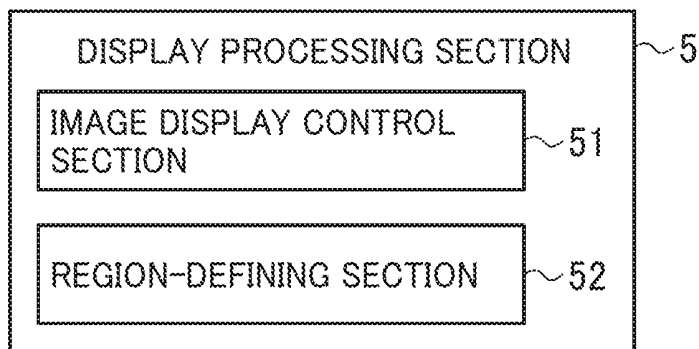 DISPLAY PROCESSING SECTION 5
IMAGE DISPLAY CONTROL
SECTION 51
REGION-DEFINING SECTION 52